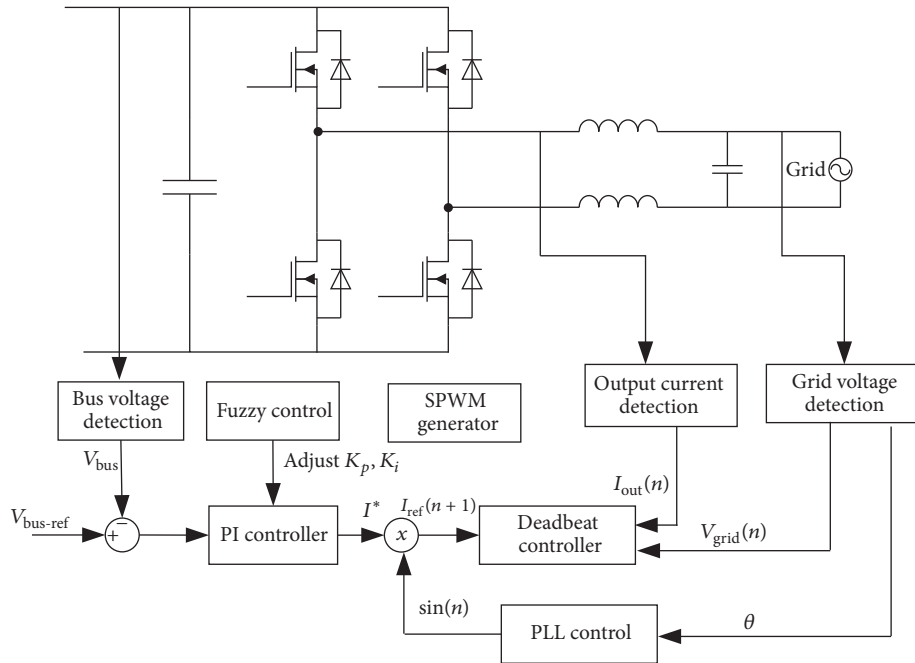 Grid
Bus voltage
detection
Fuzzy control
SPWM
generator
Output current
detection
Grid voltage
detection
V_bus
Adjust K_p, K_i
I_out(n)
V_bus-ref
−
+
PI controller
I*
x
I_ref(n + 1)
Deadbeat
controller
V_grid(n)
sin(n)
PLL control
θ